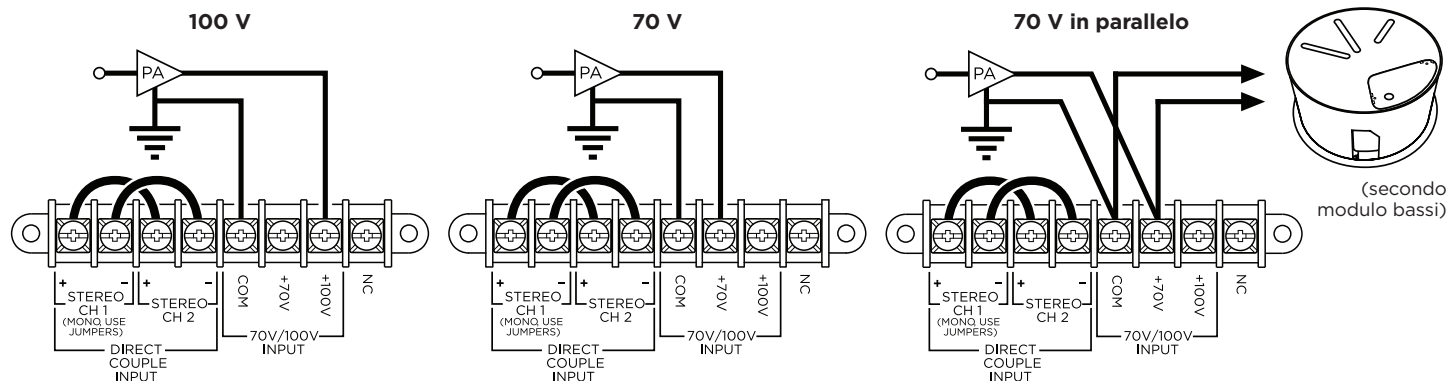 100 V
PA
+ - + -
STEREO
CH 1
(MONO, USE
JUMPERS)
STEREO
CH 2
DIRECT
COUPLE
INPUT
COM
+70V
+100V
NC
70V/100V
INPUT
70 V
PA
+ - + -
STEREO
CH 1
(MONO, USE
JUMPERS)
STEREO
CH 2
DIRECT
COUPLE
INPUT
COM
+70V
+100V
NC
70V/100V
INPUT
70 V in parallelo
PA
+ - + -
STEREO
CH 1
(MONO, USE
JUMPERS)
STEREO
CH 2
DIRECT
COUPLE
INPUT
COM
+70V
+100V
NC
70V/100V
INPUT
(secondo
modulo bassi)